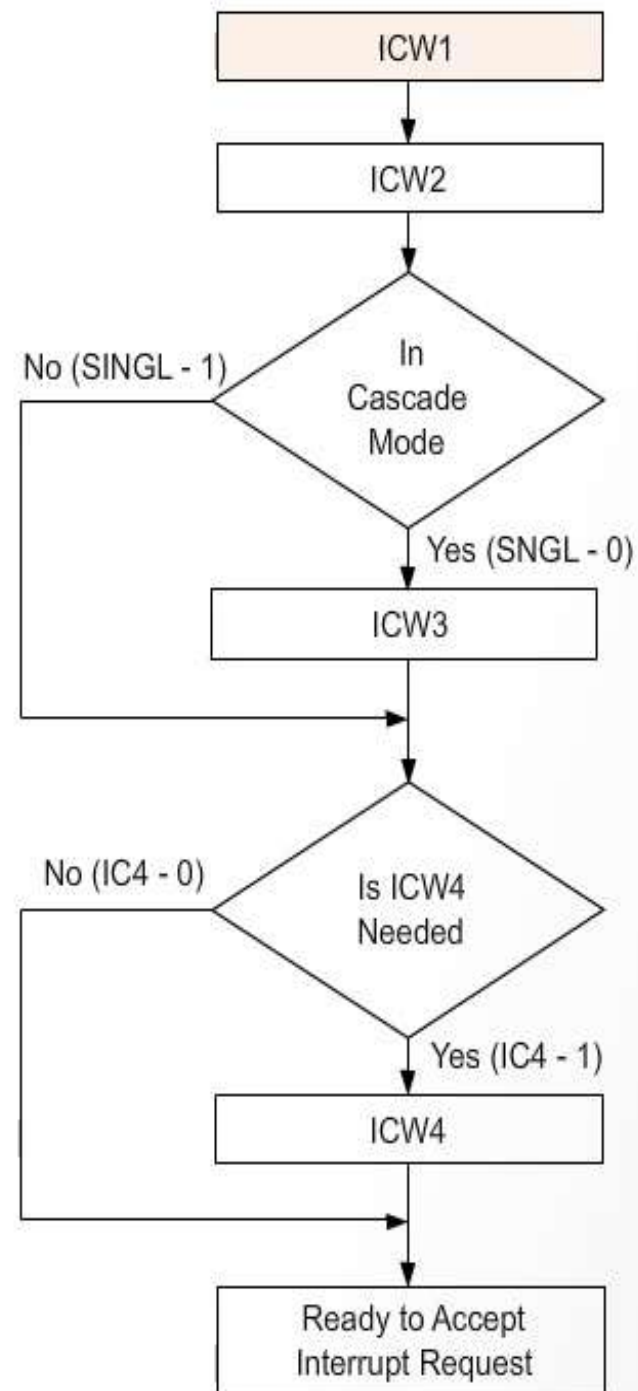 ICW1
ICW2
In
Cascade
Mode
No (SINGL - 1)
Yes (SNGL - 0)
ICW3
Is ICW4
Needed
No (IC4 - 0)
Yes (IC4 - 1)
ICW4
Ready to Accept
Interrupt Request